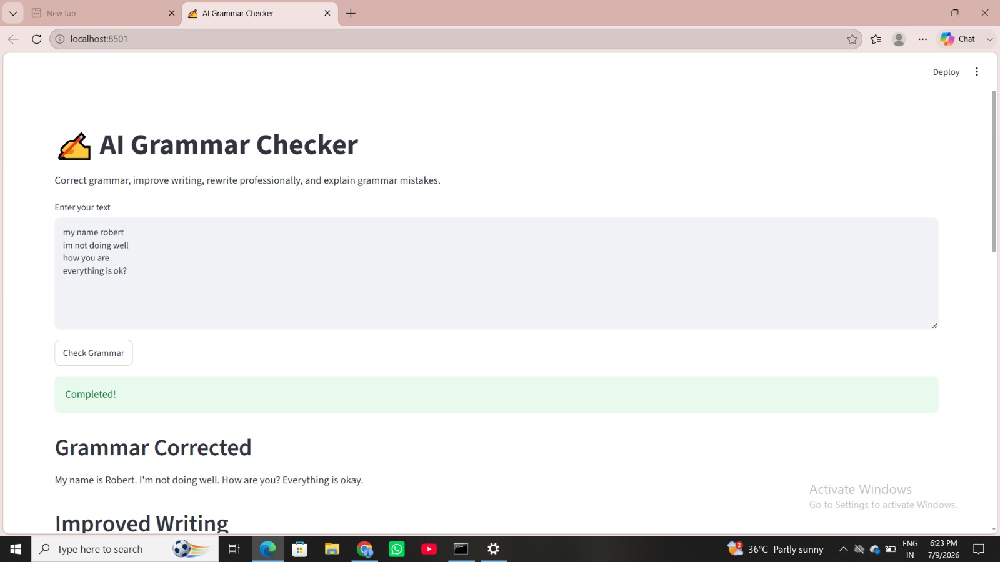 New tab
AI Grammar Checker
localhost:8501
Chat
Deploy
AI Grammar Checker
Correct grammar, improve writing, rewrite professionally, and explain grammar mistakes.
Enter your text
my name robert
im not doing well
how you are
everything is ok?
Check Grammar
Completed!
Grammar Corrected
My name is Robert. I'm not doing well. How are you? Everything is okay.
Improved Writing
Activate Windows
Go to Settings to activate Windows.
Type here to search
2
36°C Partly sunny
ENG
IN
6:23 PM
7/9/2026